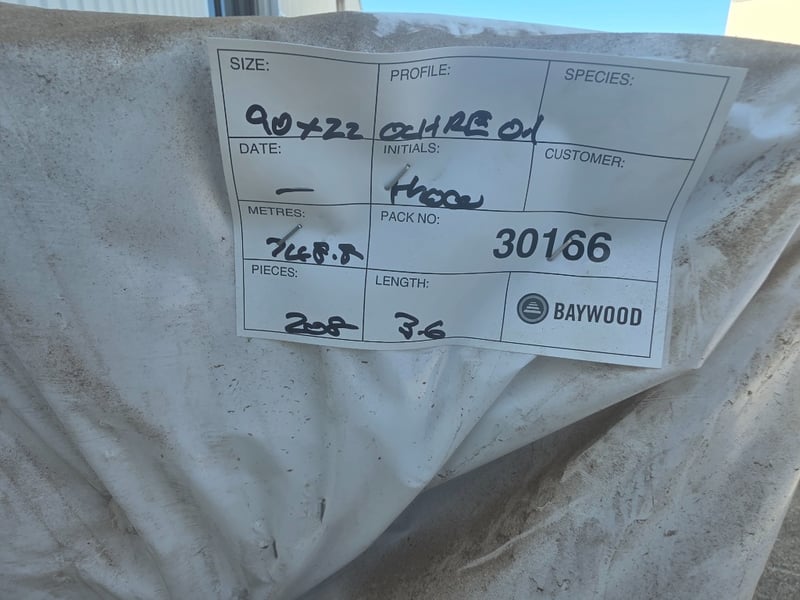 SIZE: PROFILE: SPECIES:
90x22 OCHRE OIL
DATE: INITIALS: CUSTOMER:
—
METRES: PACK NO:
748.8 30166
PIECES: LENGTH:
208 3.6
BAYWOOD